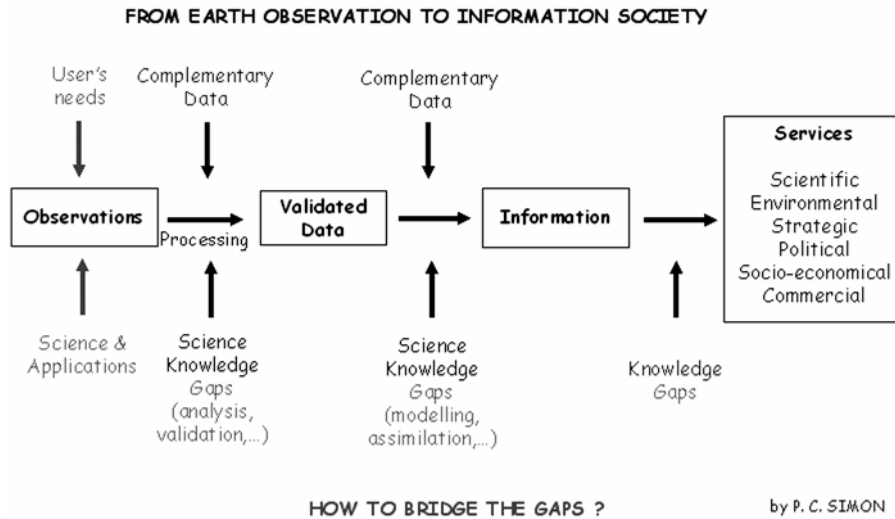 FROM EARTH OBSERVATION TO INFORMATION SOCIETY
User's
needs
Complementary
Data
Complementary
Data
Observations
Processing
Validated
Data
Information
Services
Scientific
Environmental
Strategic
Political
Socio-economical
Commercial
Science &
Applications
Science
Knowledge
Gaps
(analysis,
validation,...)
Science
Knowledge
Gaps
(modelling,
assimilation,...)
Knowledge
Gaps
HOW TO BRIDGE THE GAPS ?
by P. C. SIMON